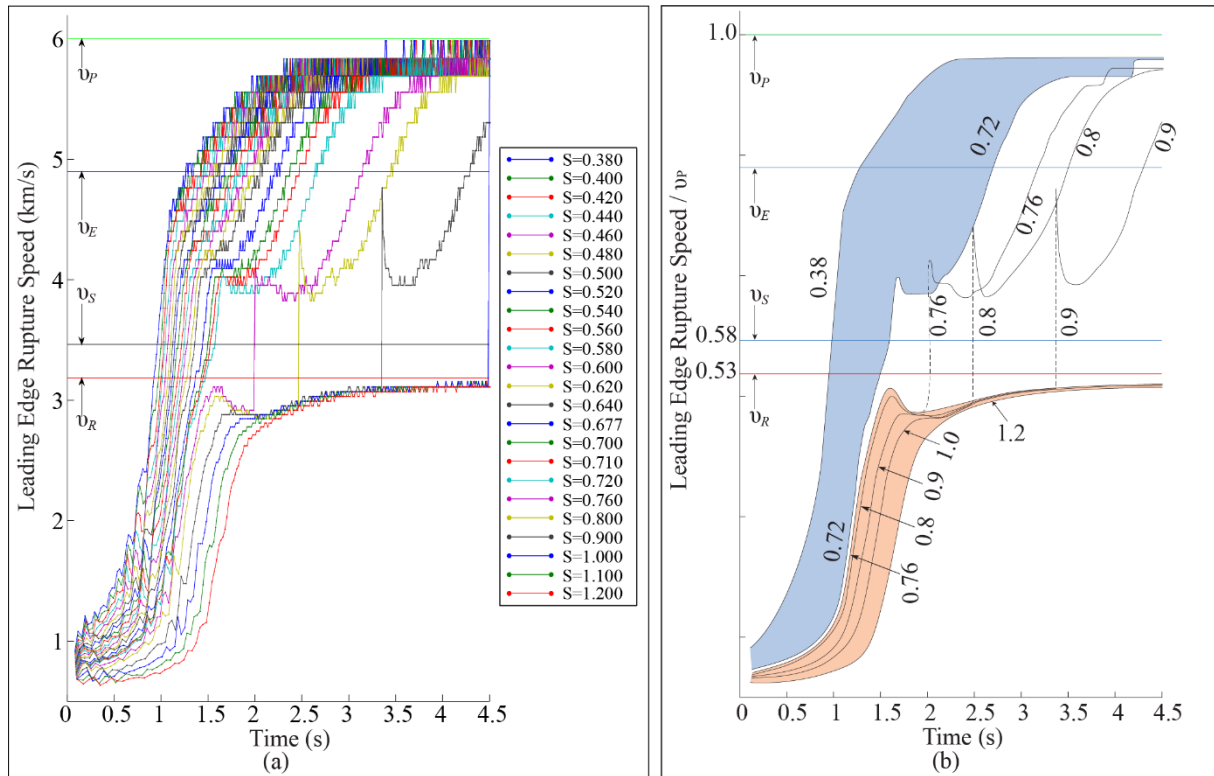 Leading Edge Rupture Speed (km/s)
6
5
4
3
2
1
υP
υE
υS
υR
S=0.380
S=0.400
S=0.420
S=0.440
S=0.460
S=0.480
S=0.500
S=0.520
S=0.540
S=0.560
S=0.580
S=0.600
S=0.620
S=0.640
S=0.677
S=0.700
S=0.710
S=0.720
S=0.760
S=0.800
S=0.900
S=1.000
S=1.100
S=1.200
0 0.5 1 1.5 2 2.5 3 3.5 4 4.5
Time (s)
(a)
Leading Edge Rupture Speed / υP
1.0
0.58
0.53
υP
υE
υS
υR
0.38
0.72
0.76
0.8
0.9
0.76
0.8
0.9
0.72
0.76
0.8
0.9
1.0
1.2
0 0.5 1 1.5 2 2.5 3 3.5 4 4.5
Time (s)
(b)